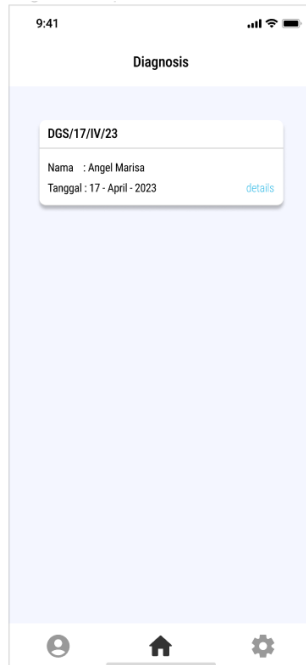 9:41
Diagnosis
DGS/17/IV/23
Nama : Angel Marisa
Tanggal : 17 - April - 2023 details